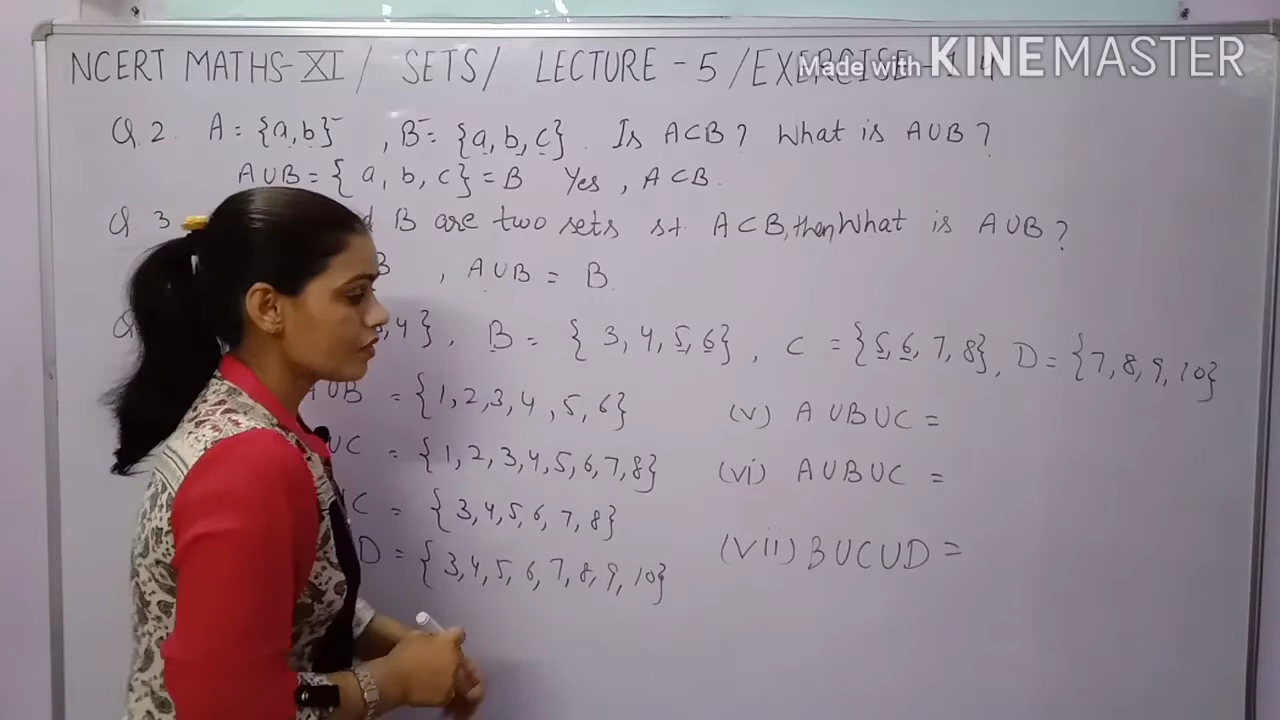 NCERT MATHS-XI / SETS / LECTURE - 5 / EXERCISE - 1.4
Made with KINEMASTER
Q.2. A = {a,b}, B = {a, b, c}. Is A⊂B? What is A∪B?
A∪B = {a, b, c} = B Yes, A⊂B.
Q 3 B are two sets s.t. A⊂B, then What is A∪B?
B, A∪B = B.
,4}, B = {3, 4, 5, 6}, C = {5, 6, 7, 8}, D = {7, 8, 9, 10}
∪B = {1, 2, 3, 4, 5, 6} (v) A∪B∪C =
∪C = {1, 2, 3, 4, 5, 6, 7, 8} (vi) A∪B∪C =
C = {3, 4, 5, 6, 7, 8}
D = {3, 4, 5, 6, 7, 8, 9, 10} (vii) B∪C∪D =